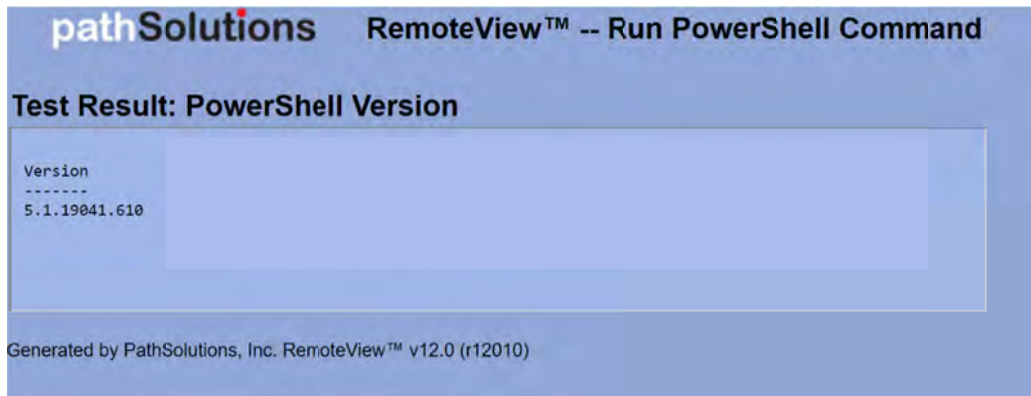 pathSolutions RemoteView™ -- Run PowerShell Command
Test Result: PowerShell Version
Version
-------
5.1.19041.610
Generated by PathSolutions, Inc. RemoteView™ v12.0 (r12010)